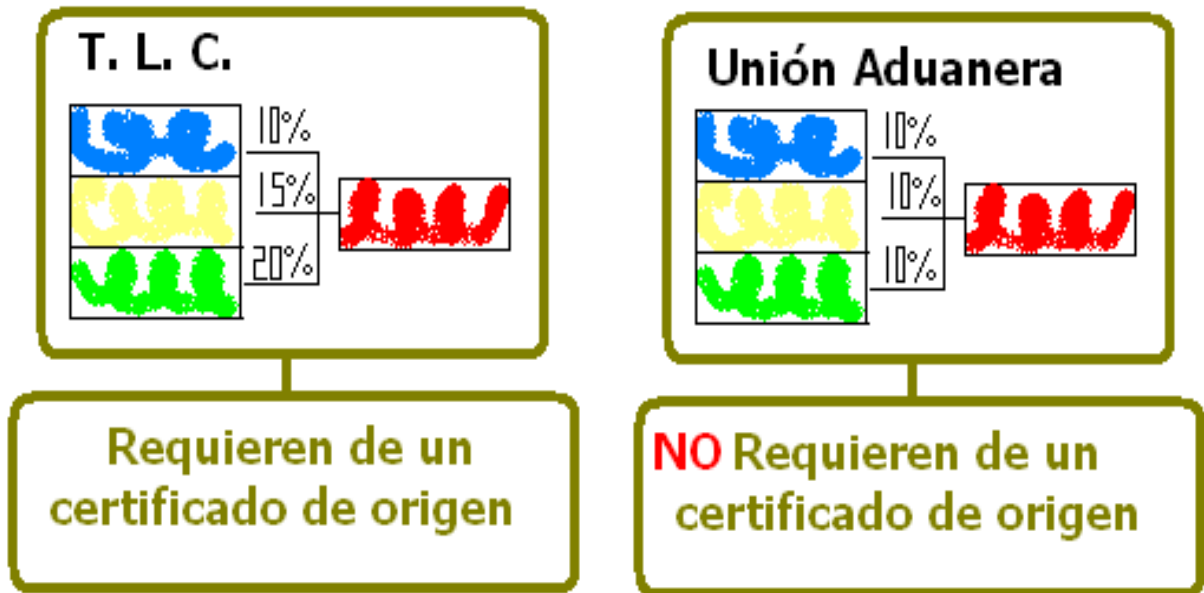 T. L. C.
10%
15%
20%
Requieren de un
certificado de origen
Unión Aduanera
10%
10%
10%
NO Requieren de un
certificado de origen